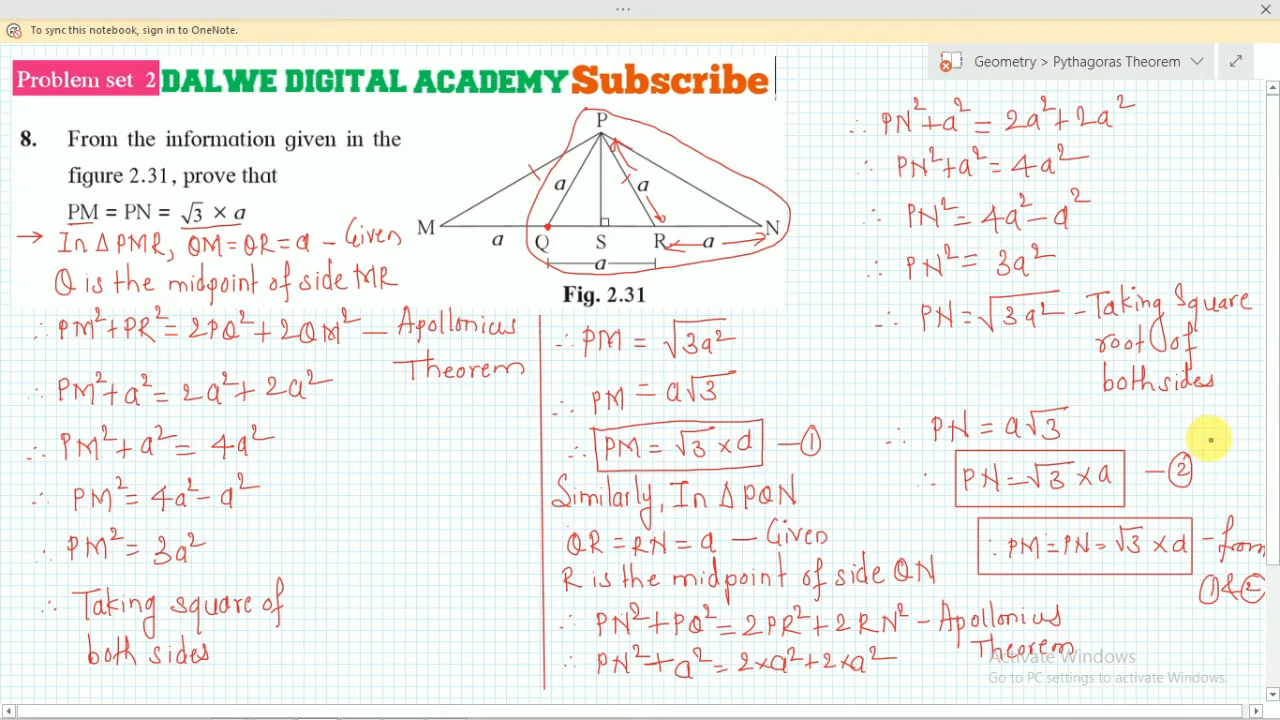 To sync this notebook, sign in to OneNote.
Geometry > Pythagoras Theorem
Problem set 2 DALWE DIGITAL ACADEMY Subscribe
8. From the information given in the
figure 2.31, prove that
PM = PN = √3 × a
→ In △PMR, QM = QR = a – Given
Q is the midpoint of side MR
P
a
a
M
N
a
Q
S
R
a
a
Fig. 2.31
∴ PM² + PR² = 2PQ² + 2QM² – Apollonius
Theorem
∴ PM² + a² = 2a² + 2a²
∴ PM² + a² = 4a²
∴ PM² = 4a² - a²
∴ PM² = 3a²
∴ Taking square of
both sides
∴ PM = √3a²
∴ PM = a√3
∴ PM = √3 × a — ①
Similarly, In △PQN
QR = RN = a – Given
R is the midpoint of side QN
∴ PN² + PQ² = 2PR² + 2RN² – Apollonius
Theorem
∴ PN² + a² = 2×a² + 2×a²
∴ PN² + a² = 2a² + 2a²
∴ PN² + a² = 4a²
∴ PN² = 4a² - a²
∴ PN² = 3a²
∴ PN = √3a² – Taking Square
root of
both sides
∴ PN = a√3
∴ PN = √3 × a — ②
∴ PM = PN = √3 × a – from
① & ②
Activate Windows
Go to PC settings to activate Windows.